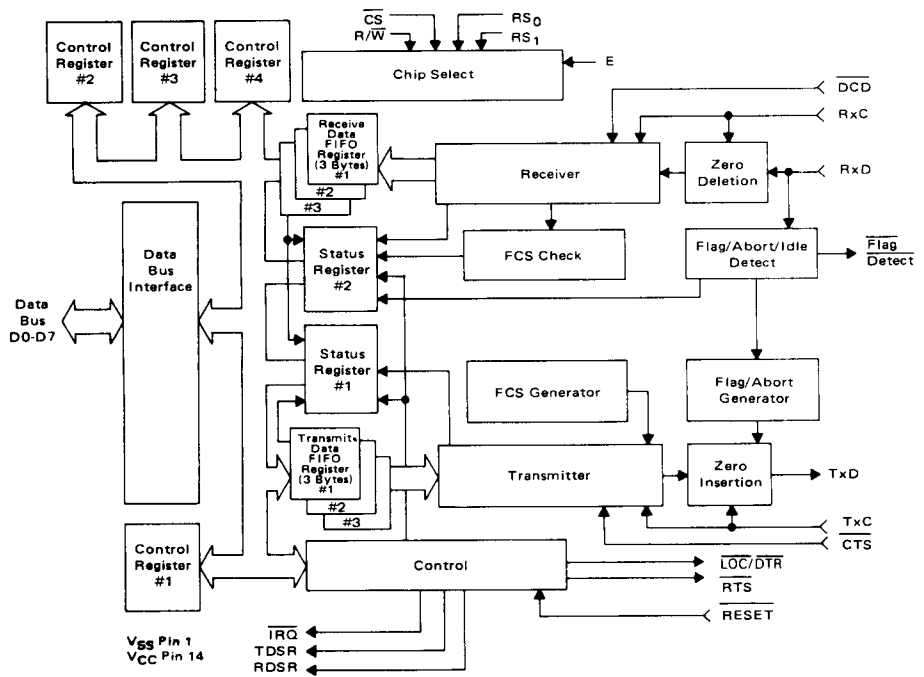 Control
Register
#2
Control
Register
#3
Control
Register
#4
CS
R/W
RS0
RS1
Chip Select
E
DCD
RxC
Receive
Data
FIFO
Register
(3 Bytes)
#1
#2
#3
Receiver
Zero
Deletion
RxD
Data
Bus
Interface
Status
Register
#2
FCS Check
Flag/Abort/Idle
Detect
Flag
Detect
Data
Bus
D0-D7
Status
Register
#1
FCS Generator
Flag/Abort
Generator
Transmit
Data
FIFO
Register
(3 Bytes)
#1
#2
#3
Transmitter
Zero
Insertion
TxD
TxC
CTS
Control
Register
#1
Control
LOC/DTR
RTS
RESET
IRQ
TDSR
RDSR
VSS Pin 1
VCC Pin 14